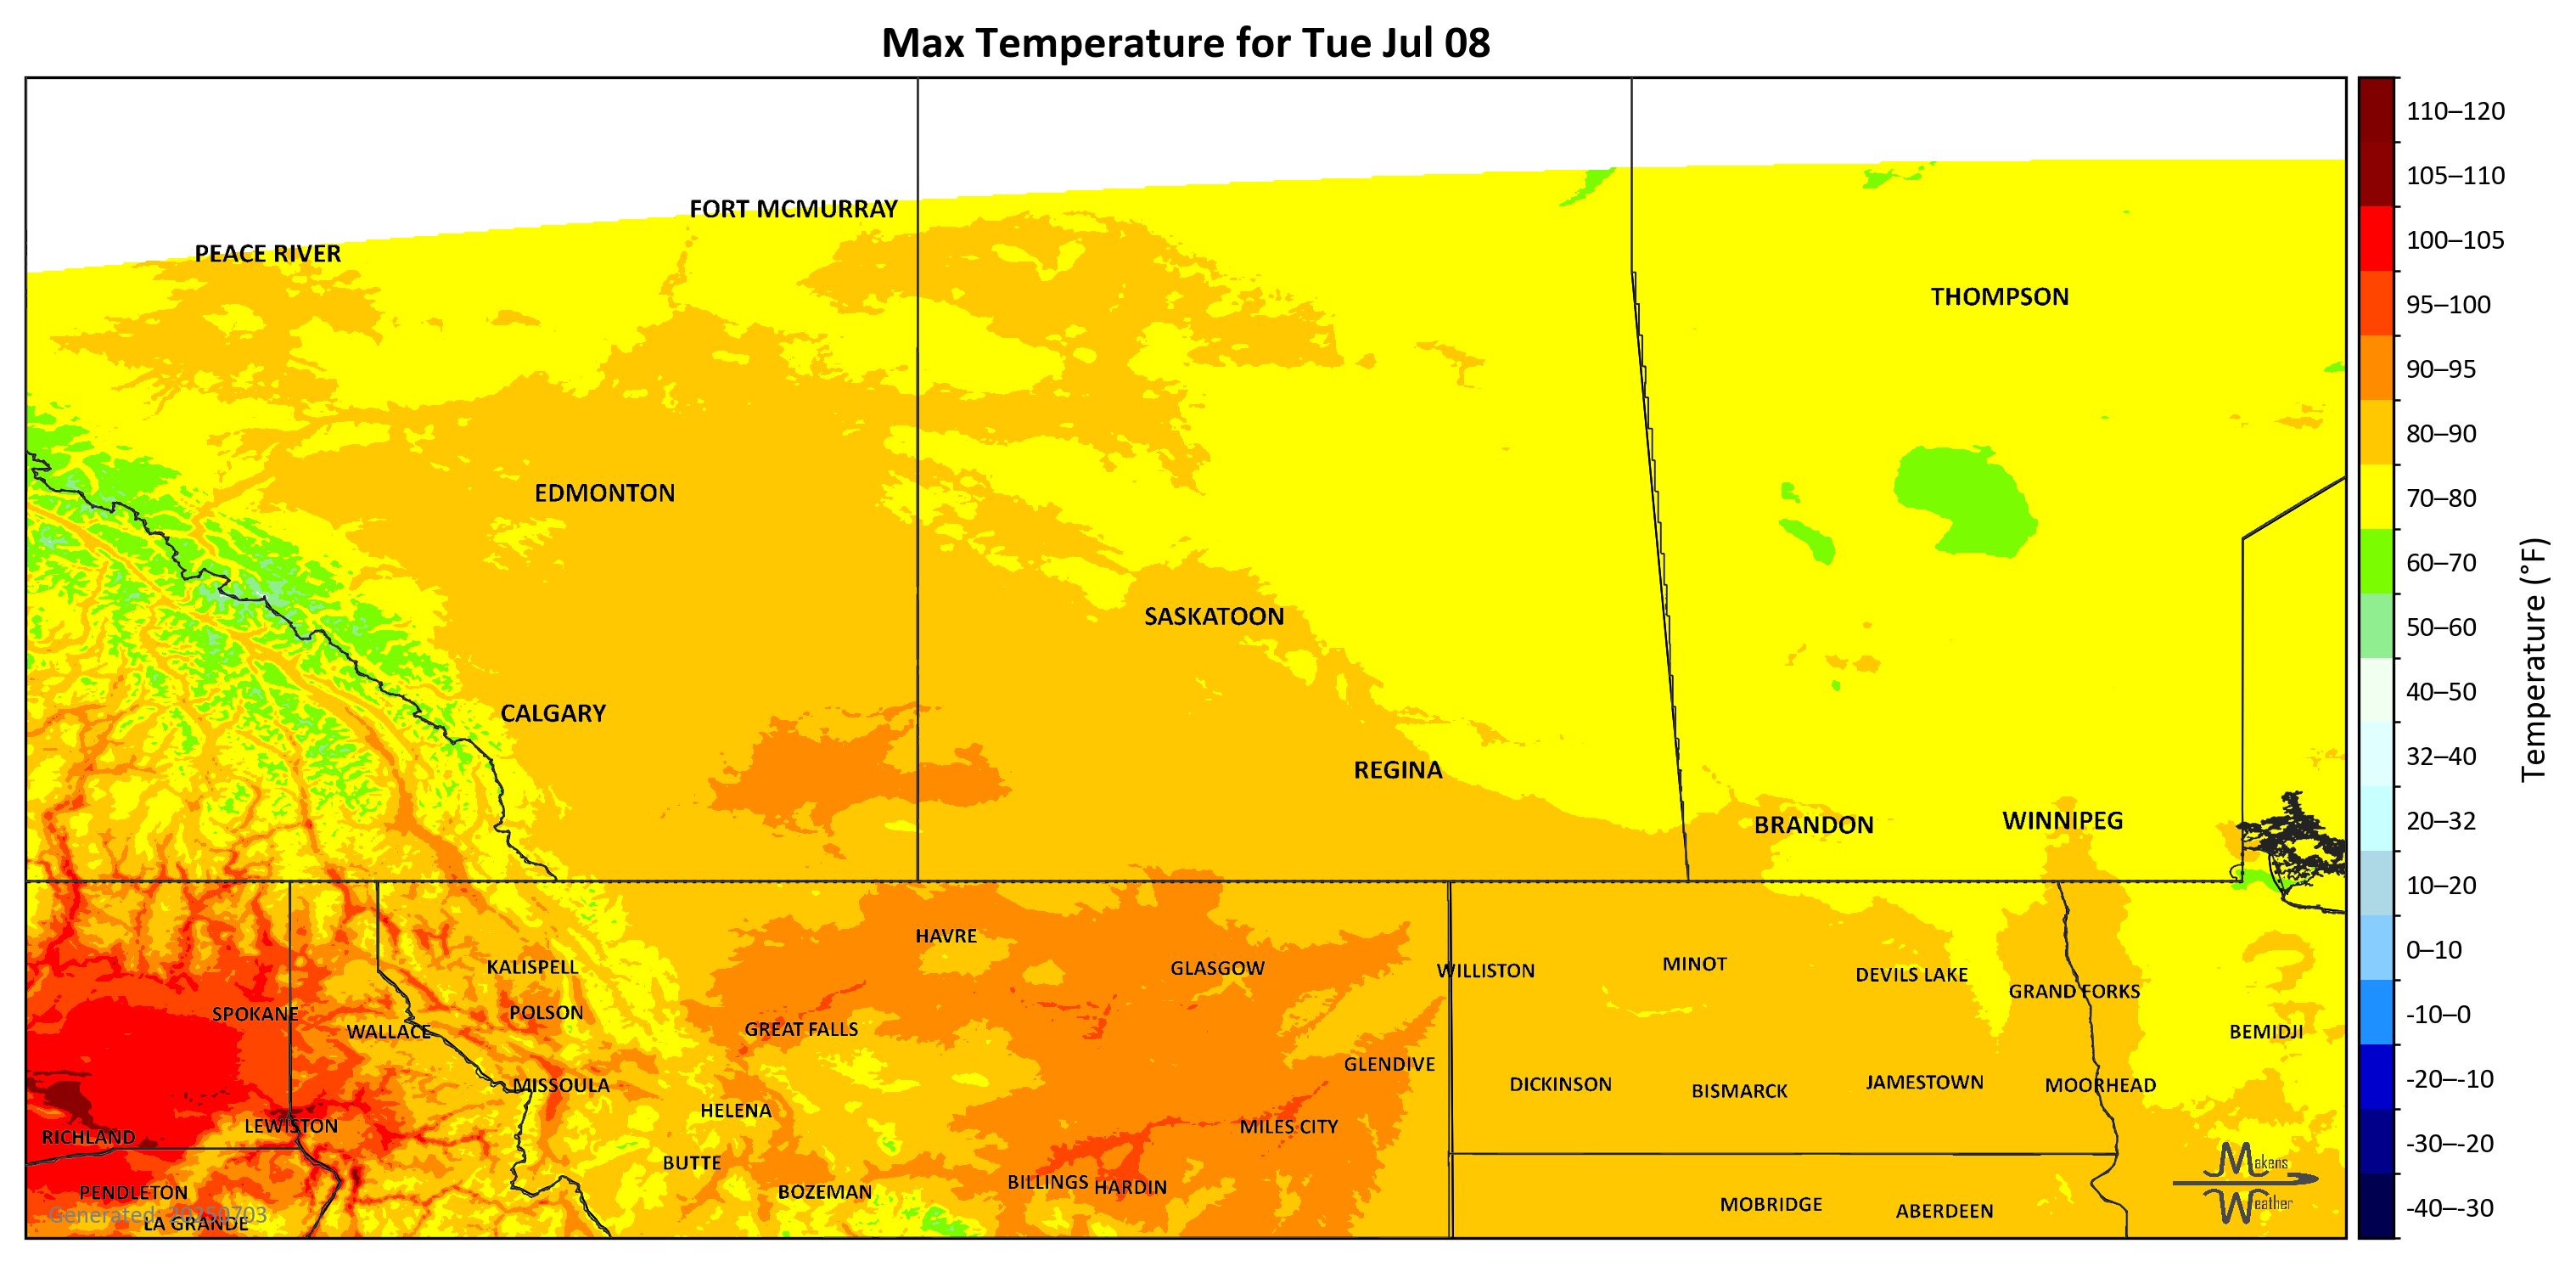 Max Temperature for Tue Jul 08
FORT MCMURRAY
PEACE RIVER
THOMPSON
EDMONTON
SASKATOON
CALGARY
REGINA
BRANDON
WINNIPEG
HAVRE
KALISPELL
GLASGOW
WILLISTON
MINOT
DEVILS LAKE
GRAND FORKS
SPOKANE
POLSON
WALLACE
GREAT FALLS
BEMIDJI
GLENDIVE
MISSOULA
DICKINSON
BISMARCK
JAMESTOWN
MOORHEAD
HELENA
LEWISTON
MILES CITY
RICHLAND
BUTTE
BILLINGS
HARDIN
PENDLETON
BOZEMAN
MOBRIDGE
ABERDEEN
LA GRANDE
Generated: 20250703
Makens
Weather
110–120
105–110
100–105
95–100
90–95
80–90
70–80
60–70
50–60
40–50
32–40
20–32
10–20
0–10
-10–0
-20–-10
-30–-20
-40–-30
Temperature (°F)